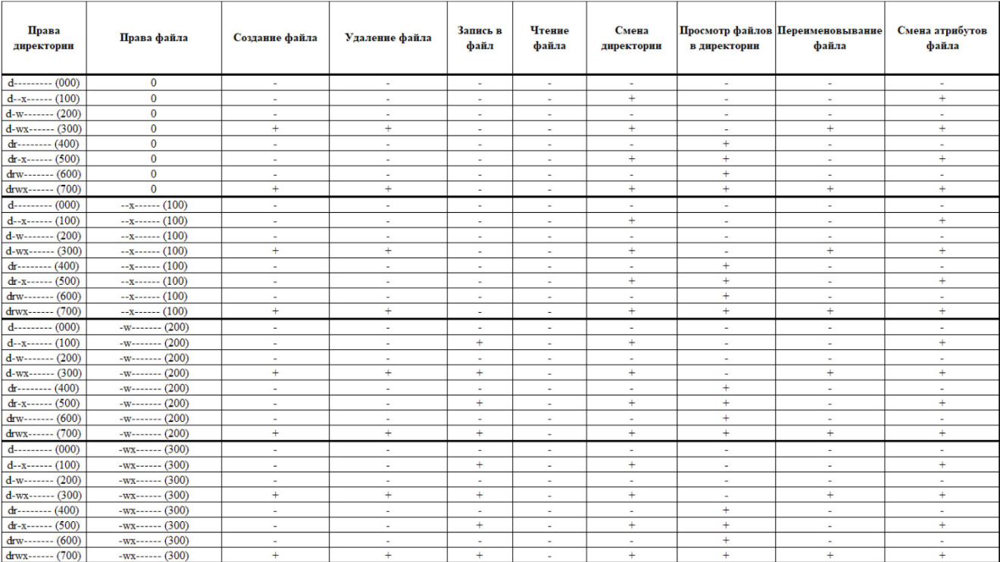 Права директории Права файла Создание файла Удаление файла Запись в файл Чтение файла Смена директории Просмотр файлов в директории Переименовывание файла Смена атрибутов файла
d--------- (000) 0 - - - - - - - -
d--x------ (100) 0 - - - - + - - +
d-w------- (200) 0 - - - - - - - -
d-wx------ (300) 0 + + - - + - + +
dr-------- (400) 0 - - - - - + - -
dr-x------ (500) 0 - - - - + + - +
drw------- (600) 0 - - - - - + - -
drwx------ (700) 0 + + - - + + + +
d--------- (000) --x------ (100) - - - - - - - -
d--x------ (100) --x------ (100) - - - - + - - +
d-w------- (200) --x------ (100) - - - - - - - -
d-wx------ (300) --x------ (100) + + - - + - + +
dr-------- (400) --x------ (100) - - - - - + - -
dr-x------ (500) --x------ (100) - - - - + + - +
drw------- (600) --x------ (100) - - - - - + - -
drwx------ (700) --x------ (100) + + - - + + + +
d--------- (000) -w------- (200) - - - - - - - -
d--x------ (100) -w------- (200) - - + - + - - +
d-w------- (200) -w------- (200) - - - - - - - -
d-wx------ (300) -w------- (200) + + + - + - + +
dr-------- (400) -w------- (200) - - - - - + - -
dr-x------ (500) -w------- (200) - - + - + + - +
drw------- (600) -w------- (200) - - - - - + - -
drwx------ (700) -w------- (200) + + + - + + + +
d--------- (000) -wx------ (300) - - - - - - - -
d--x------ (100) -wx------ (300) - - + - + - - +
d-w------- (200) -wx------ (300) - - - - - - - -
d-wx------ (300) -wx------ (300) + + + - + - + +
dr-------- (400) -wx------ (300) - - - - - + - -
dr-x------ (500) -wx------ (300) - - + - + + - +
drw------- (600) -wx------ (300) - - - - - + - -
drwx------ (700) -wx------ (300) + + + - + + + +